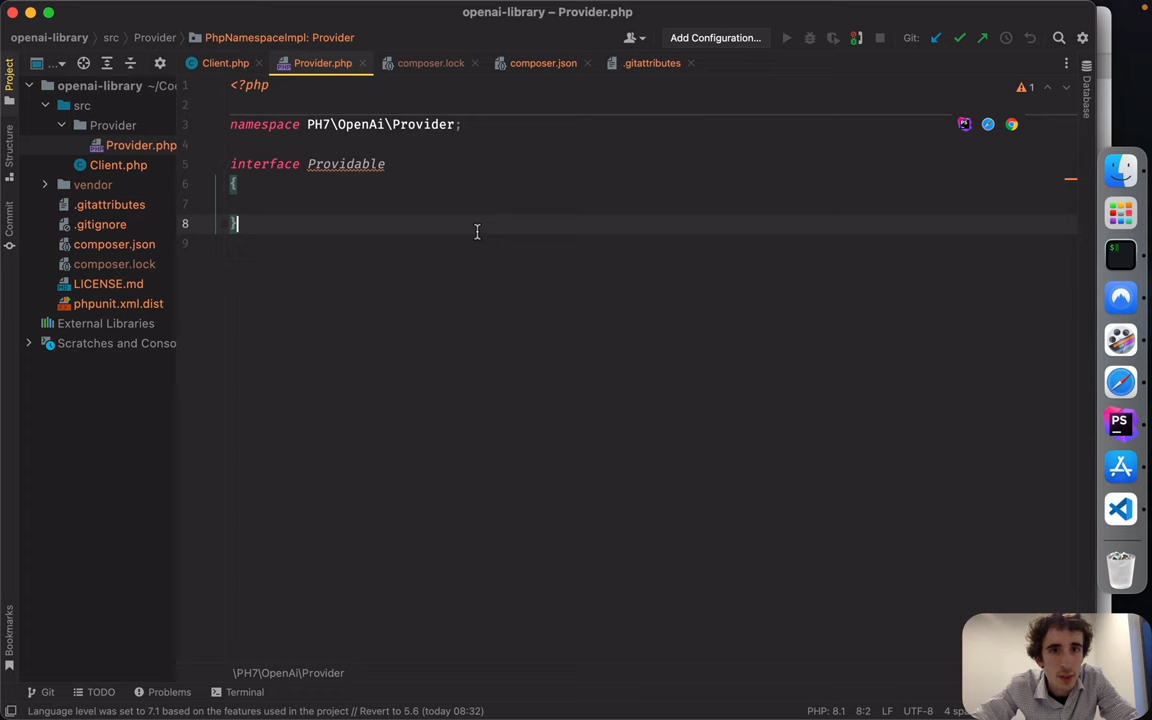 openai-library – Provider.php
openai-library
src
Provider
PhpNamespaceImpl: Provider
Add Configuration...
Git:
Project
Structure
Commit
Bookmarks
Database
...
Client.php
Provider.php
composer.lock
composer.json
.gitattributes
openai-library ~/Coo
src
Provider
Provider.php
Client.php
vendor
.gitattributes
.gitignore
composer.json
composer.lock
LICENSE.md
phpunit.xml.dist
External Libraries
Scratches and Conso
1 <?php
2
3 namespace PH7\OpenAi\Provider;
4
5 interface Providable
6 {
7
8 }
9
1
$
PS
\PH7\OpenAi\Provider
Git
TODO
Problems
Terminal
Language level was set to 7.1 based on the features used in the project // Revert to 5.6 (today 08:32)
PHP: 8.1
8:2
LF
UTF-8
4 spa